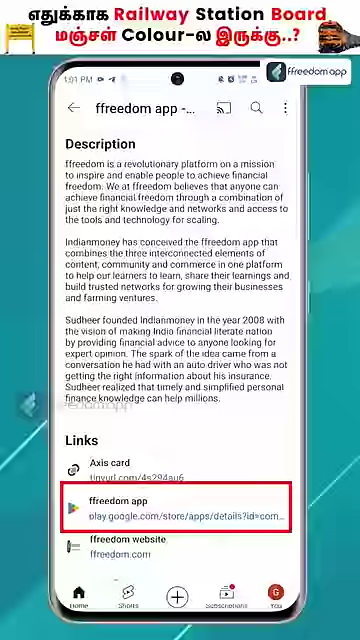 எதுக்காக Railway Station Board
மஞ்சள் Colour-ல இருக்கு..?
ffreedom app
1:01 PM
ffreedom app -...
Description
ffreedom is a revolutionary platform on a mission
to inspire and enable people to achieve financial
freedom. We at ffreedom believes that anyone can
achieve financial freedom through a combination of
just the right knowledge and networks and access to
the tools and technology for scaling.
Indianmoney has conceived the ffreedom app that
combines the three interconnected elements of
content, community and commerce in one platform
to help our learners to learn, share their learnings and
build trusted networks for growing their businesses
and farming ventures.
Sudheer founded Indianmoney in the year 2008 with
the vision of making India financial literate nation
by providing financial advice to anyone looking for
expert opinion. The spark of the idea came from a
conversation he had with an auto driver who was not
getting the right information about his insurance.
Sudheer realized that timely and simplified personal
finance knowledge can help millions.
ffreedom app
Links
Axis card
tinyurl.com/4s294au6
ffreedom app
play.google.com/store/apps/details?id=com...
ffreedom website
ffreedom.com
Home
Shorts
Subscriptions
G
You